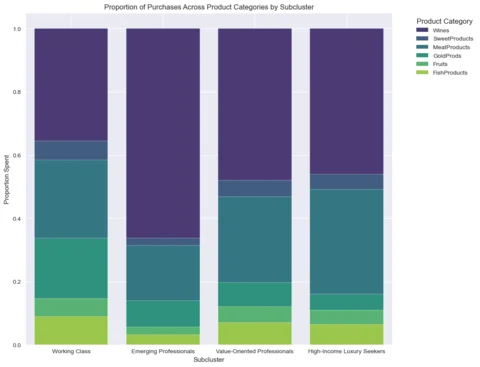 Proportion of Purchases Across Product Categories by Subcluster
Product Category
Wines
SweetProducts
MeatProducts
GoldProds
Fruits
FishProducts
Proportion Spent
1.0
0.8
0.6
0.4
0.2
0.0
Working Class
Emerging Professionals
Value-Oriented Professionals
High-Income Luxury Seekers
Subcluster